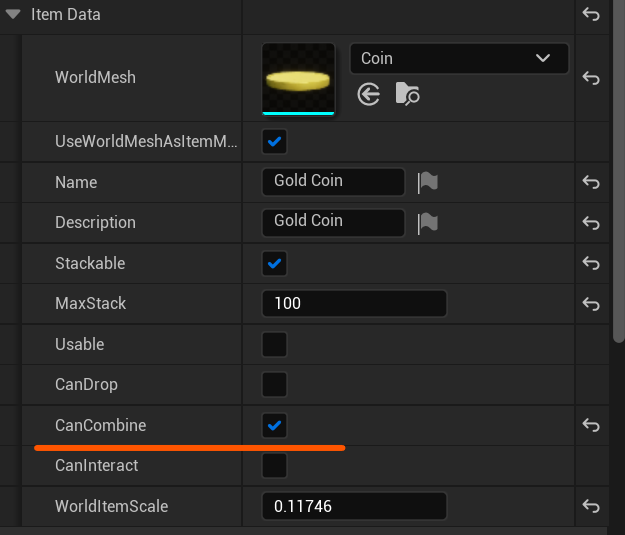 Item Data
WorldMesh
Coin
UseWorldMeshAsItemM...
Name
Gold Coin
Description
Gold Coin
Stackable
MaxStack
100
Usable
CanDrop
CanCombine
CanInteract
WorldItemScale
0.11746